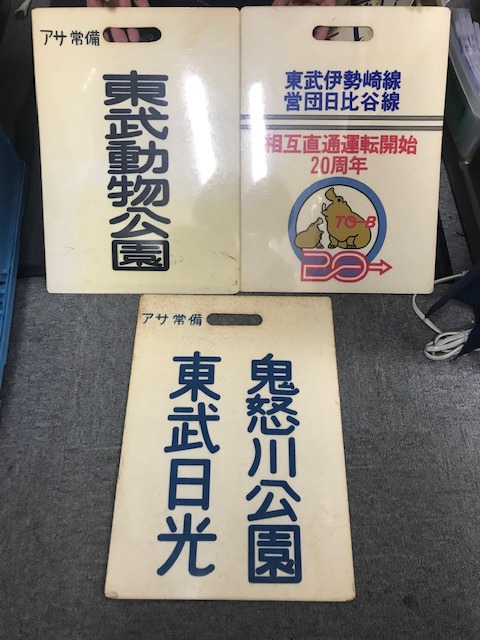 アサ常備
東武動物公園
東武伊勢崎線
営団日比谷線
相互直通運転開始
20周年
TO-B
20
アサ常備
鬼怒川公園
東武日光